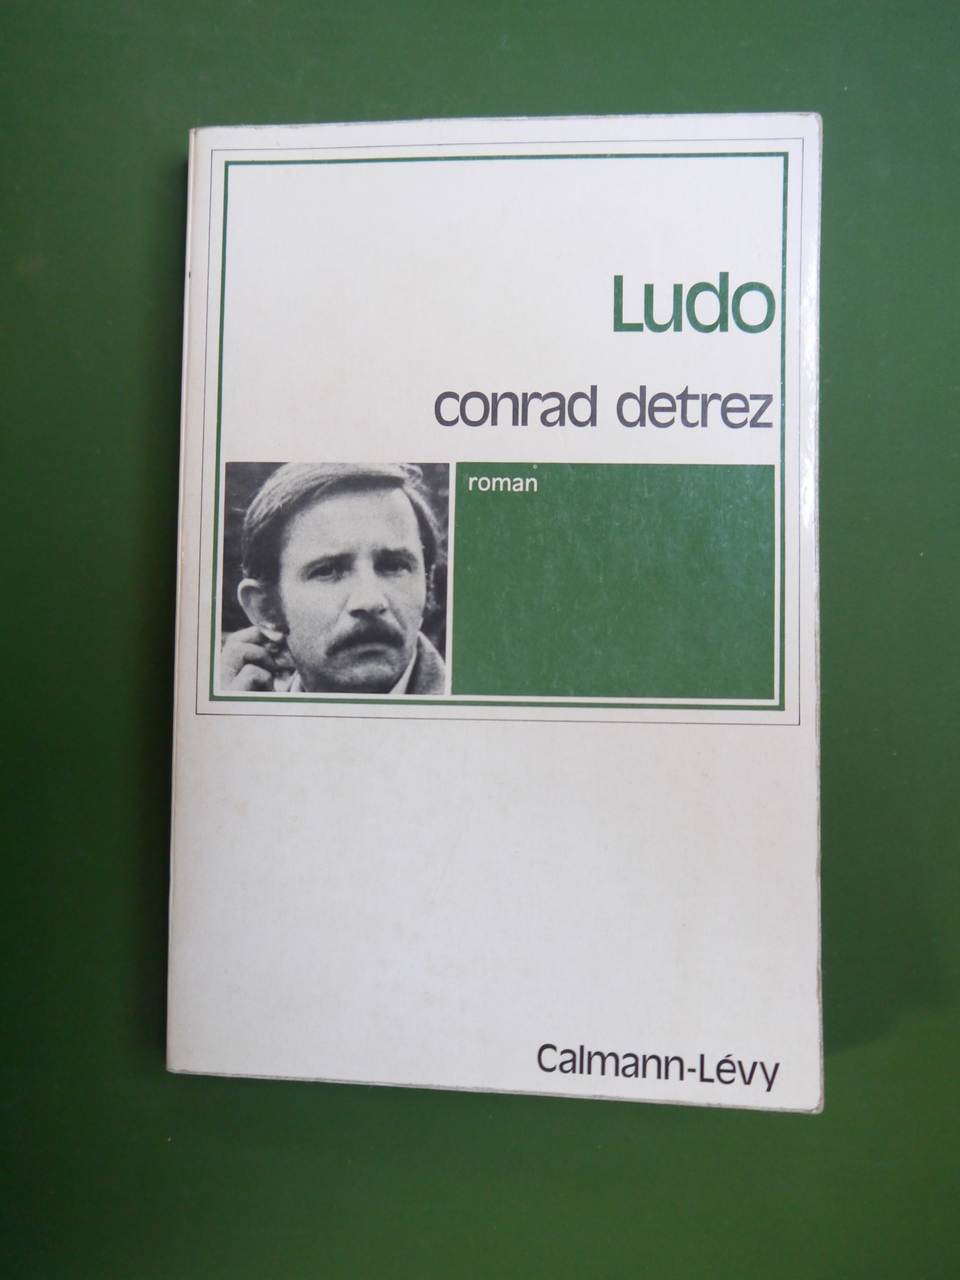 Ludo
conrad detrez
roman
Calmann-Lévy